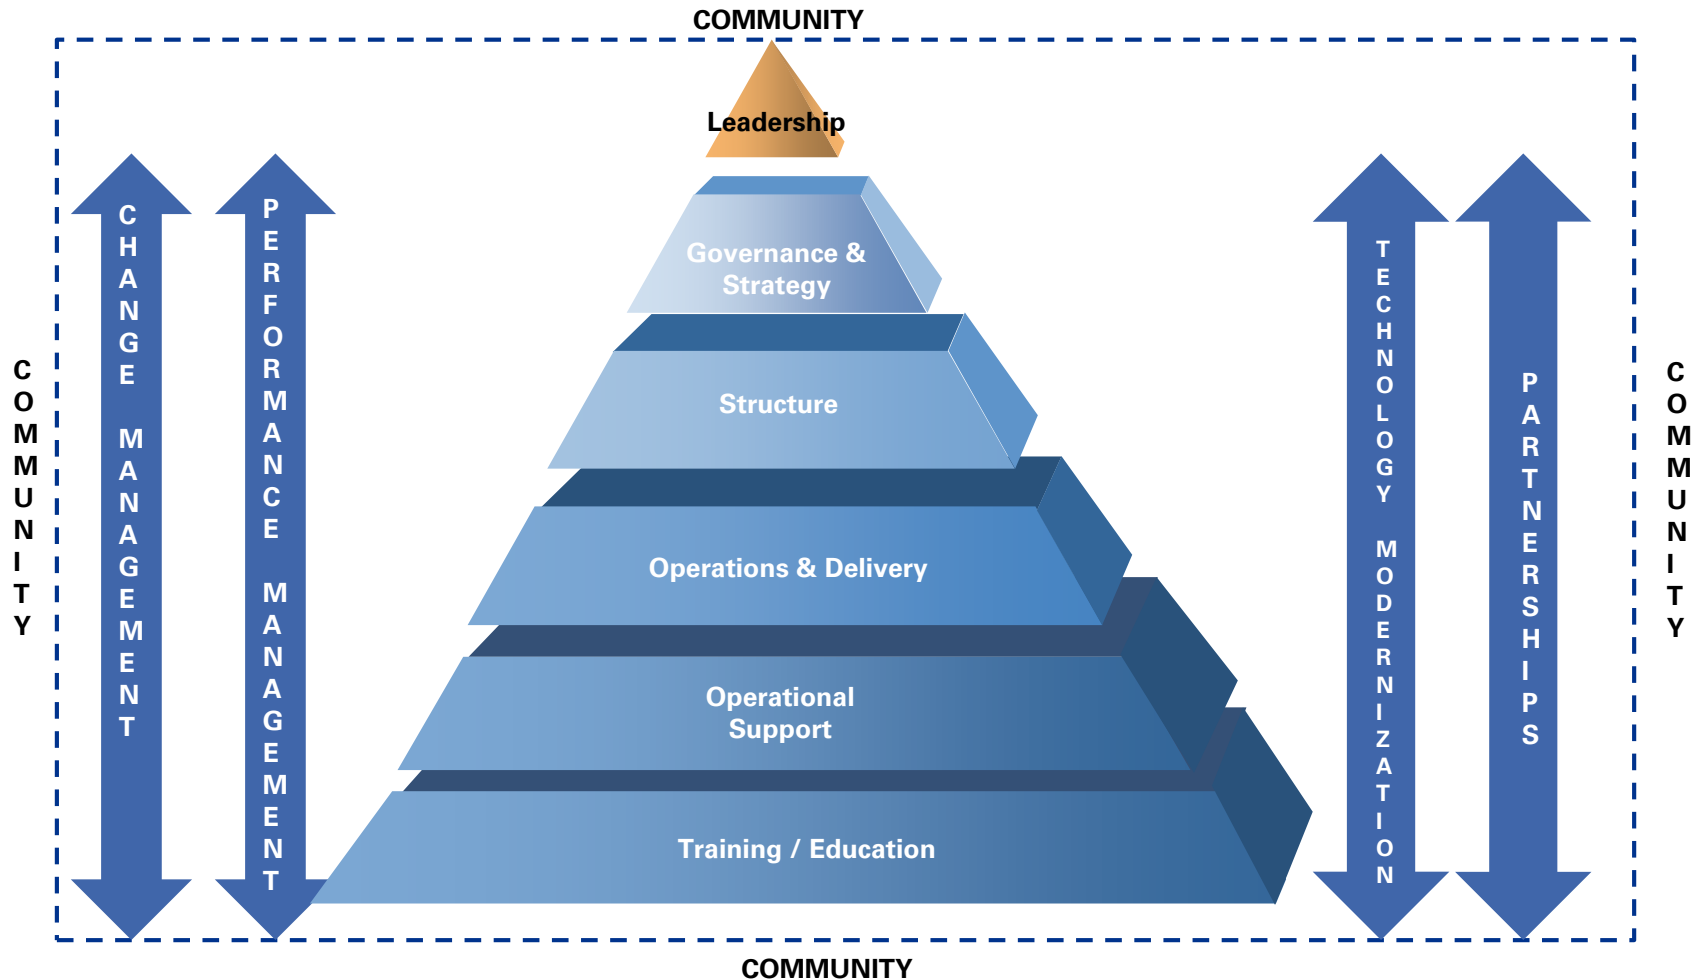 COMMUNITY
Leadership
CHANGE MANAGEMENT
PERFORMANCE MANAGEMENT
Governance &
Strategy
TECHNOLOGY MODERNIZATION
PARTNERSHIPS
COMMUNITY
COMMUNITY
Structure
Operations & Delivery
Operational
Support
Training / Education
COMMUNITY